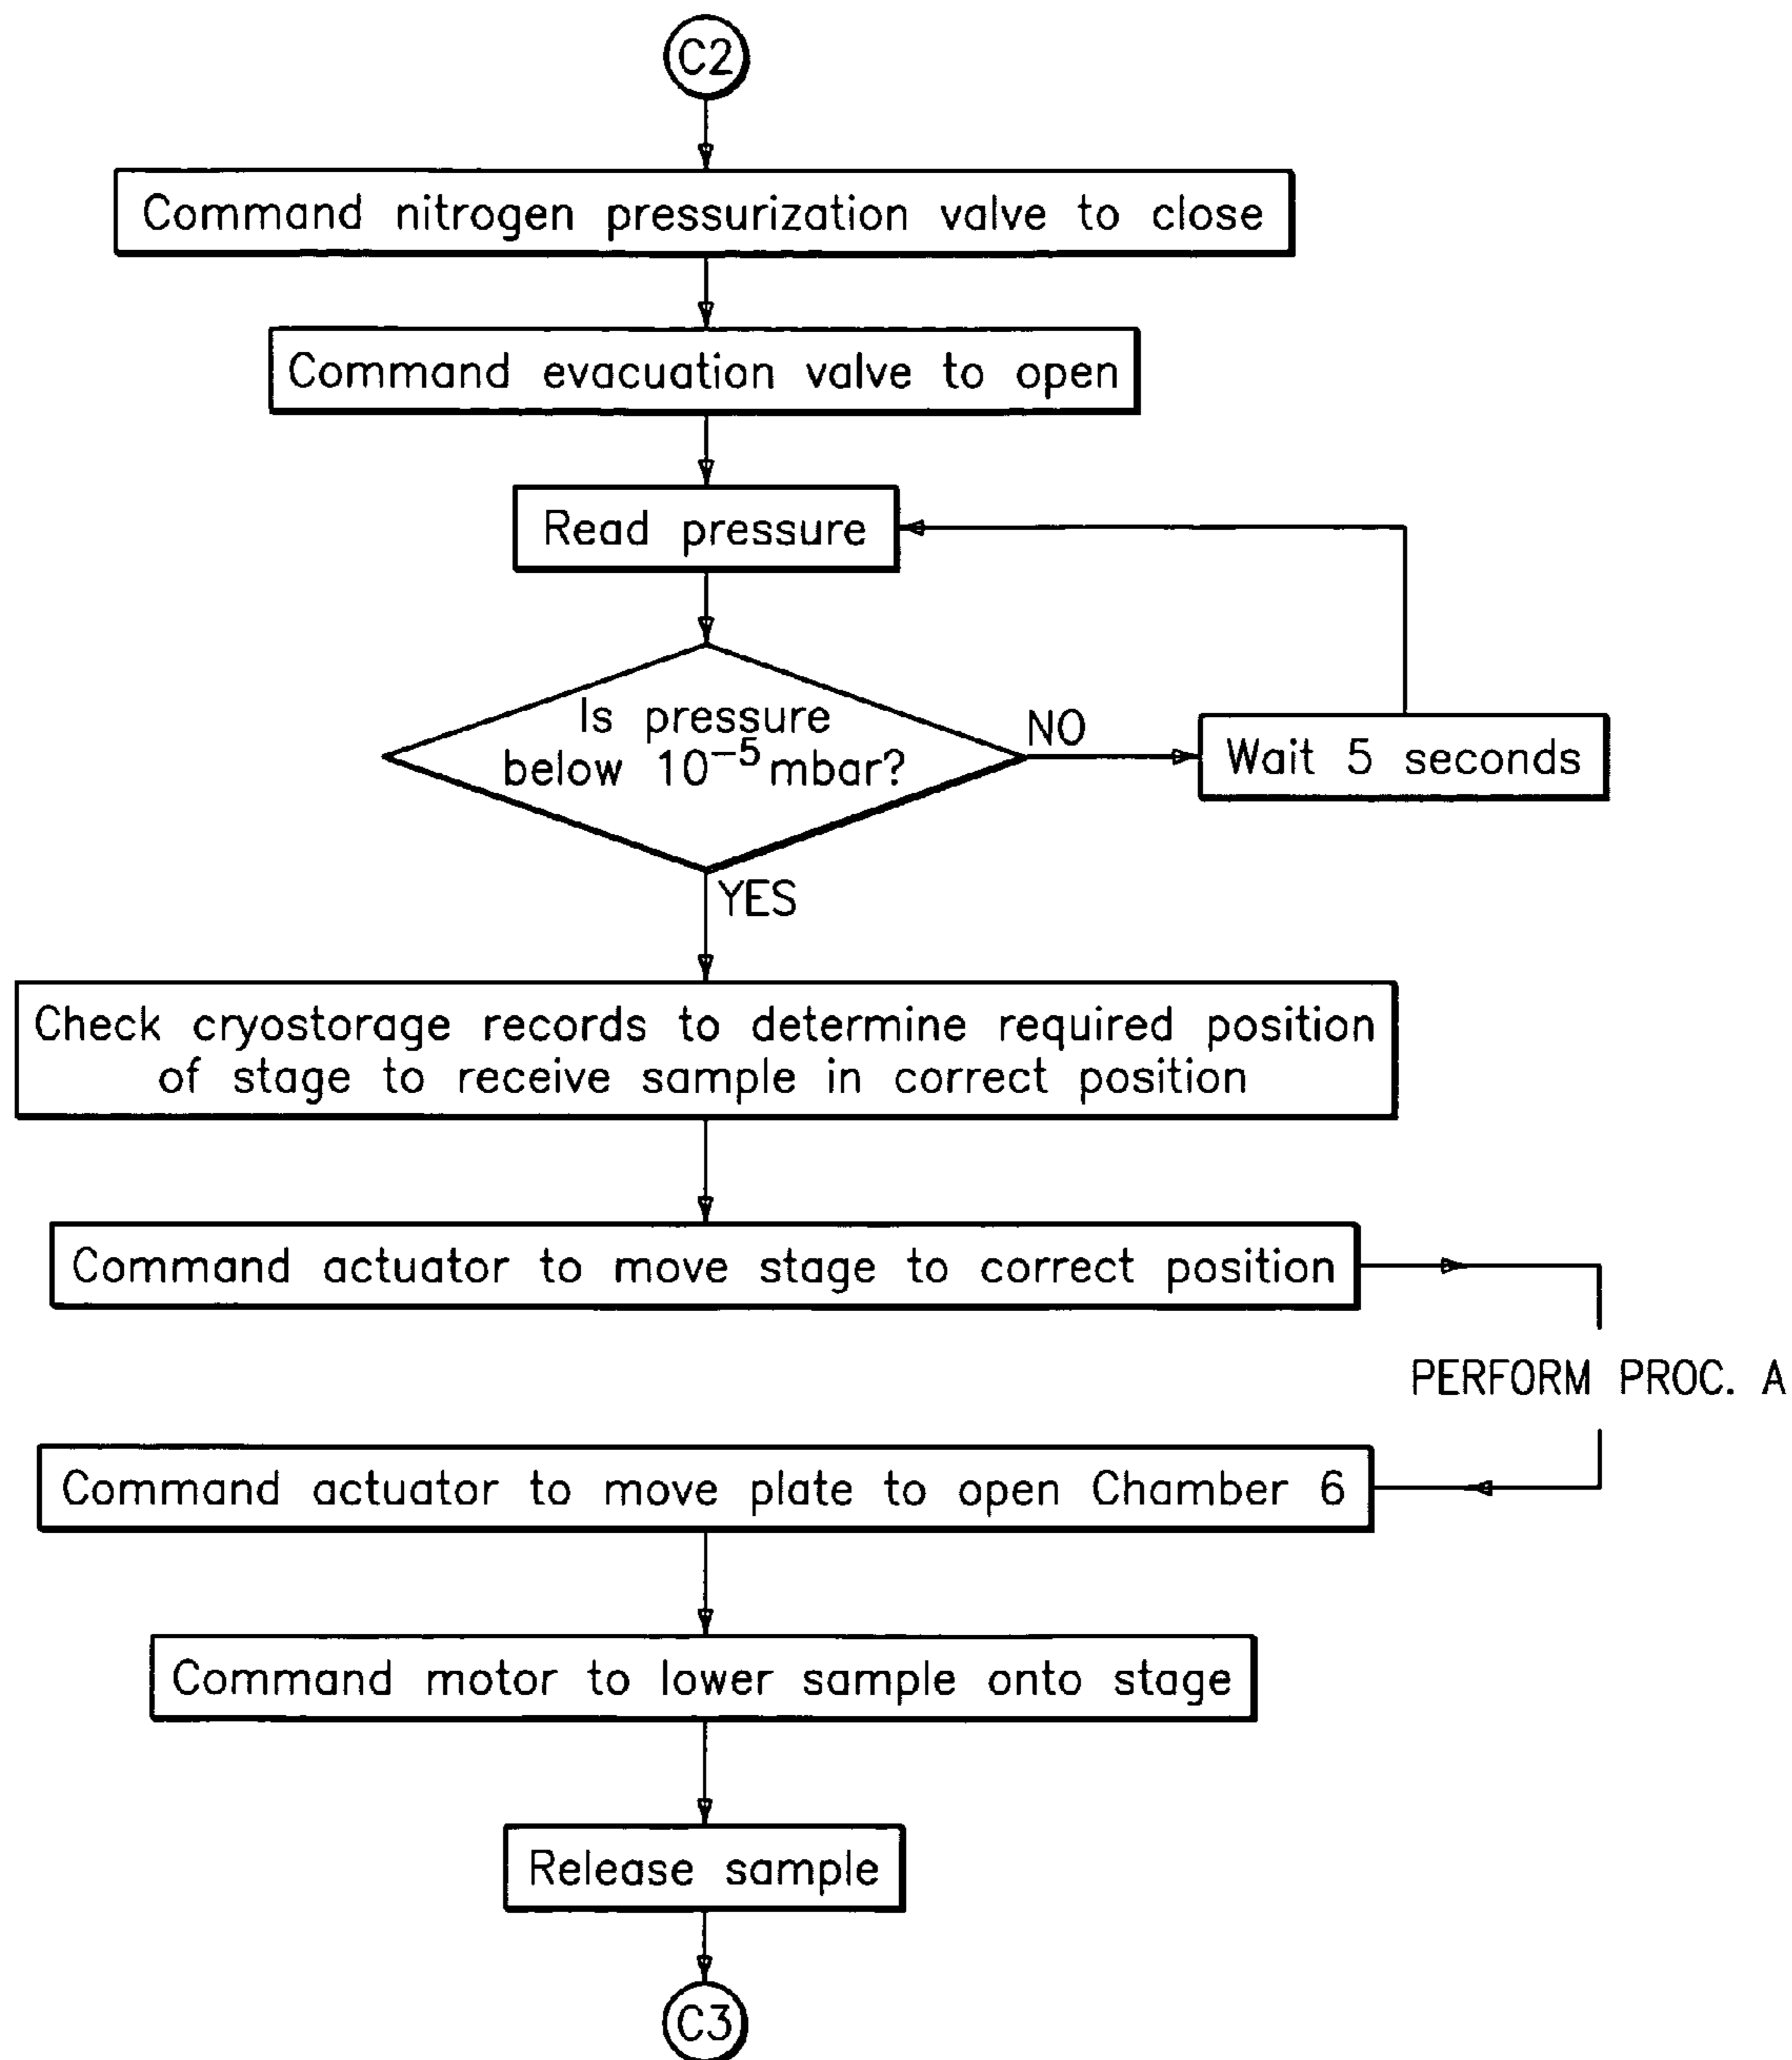 C2
Command nitrogen pressurization valve to close
Command evacuation valve to open
Read pressure
Is pressure
below 10⁻⁵ mbar?
NO
Wait 5 seconds
YES
Check cryostorage records to determine required position
of stage to receive sample in correct position
Command actuator to move stage to correct position
PERFORM PROC. A
Command actuator to move plate to open Chamber 6
Command motor to lower sample onto stage
Release sample
C3